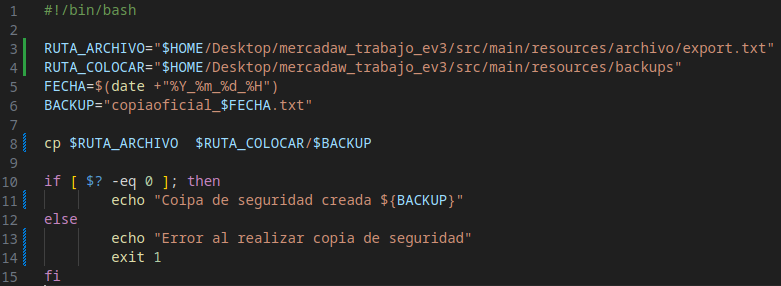 1 #!/bin/bash
2
3 RUTA_ARCHIVO="$HOME/Desktop/mercadaw_trabajo_ev3/src/main/resources/archivo/export.txt"
4 RUTA_COLOCAR="$HOME/Desktop/mercadaw_trabajo_ev3/src/main/resources/backups"
5 FECHA=$(date +"%Y_%m_%d_%H")
6 BACKUP="copiaoficial_$FECHA.txt"
7
8 cp $RUTA_ARCHIVO  $RUTA_COLOCAR/$BACKUP
9
10 if [ $? -eq 0 ]; then
11         echo "Coipa de seguridad creada ${BACKUP}"
12 else
13         echo "Error al realizar copia de seguridad"
14         exit 1
15 fi